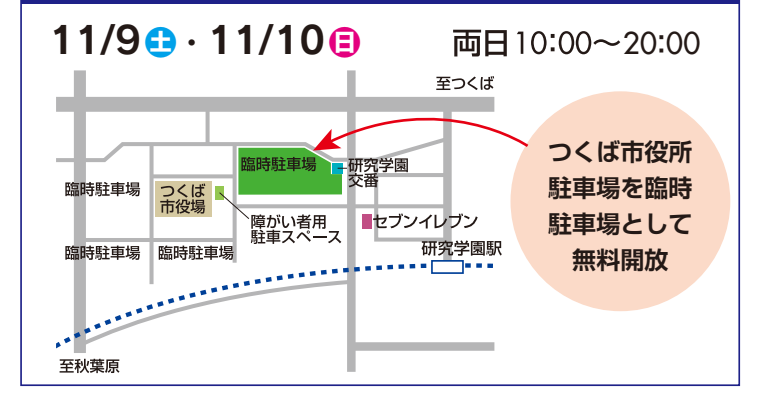 11/9土・11/10日
両日10:00〜20:00
至つくば
臨時駐車場
研究学園
交番
つくば市役所
駐車場を臨時
駐車場として
無料開放
臨時駐車場
つくば
市役場
障がい者用
駐車スペース
セブンイレブン
臨時駐車場
臨時駐車場
研究学園駅
至秋葉原